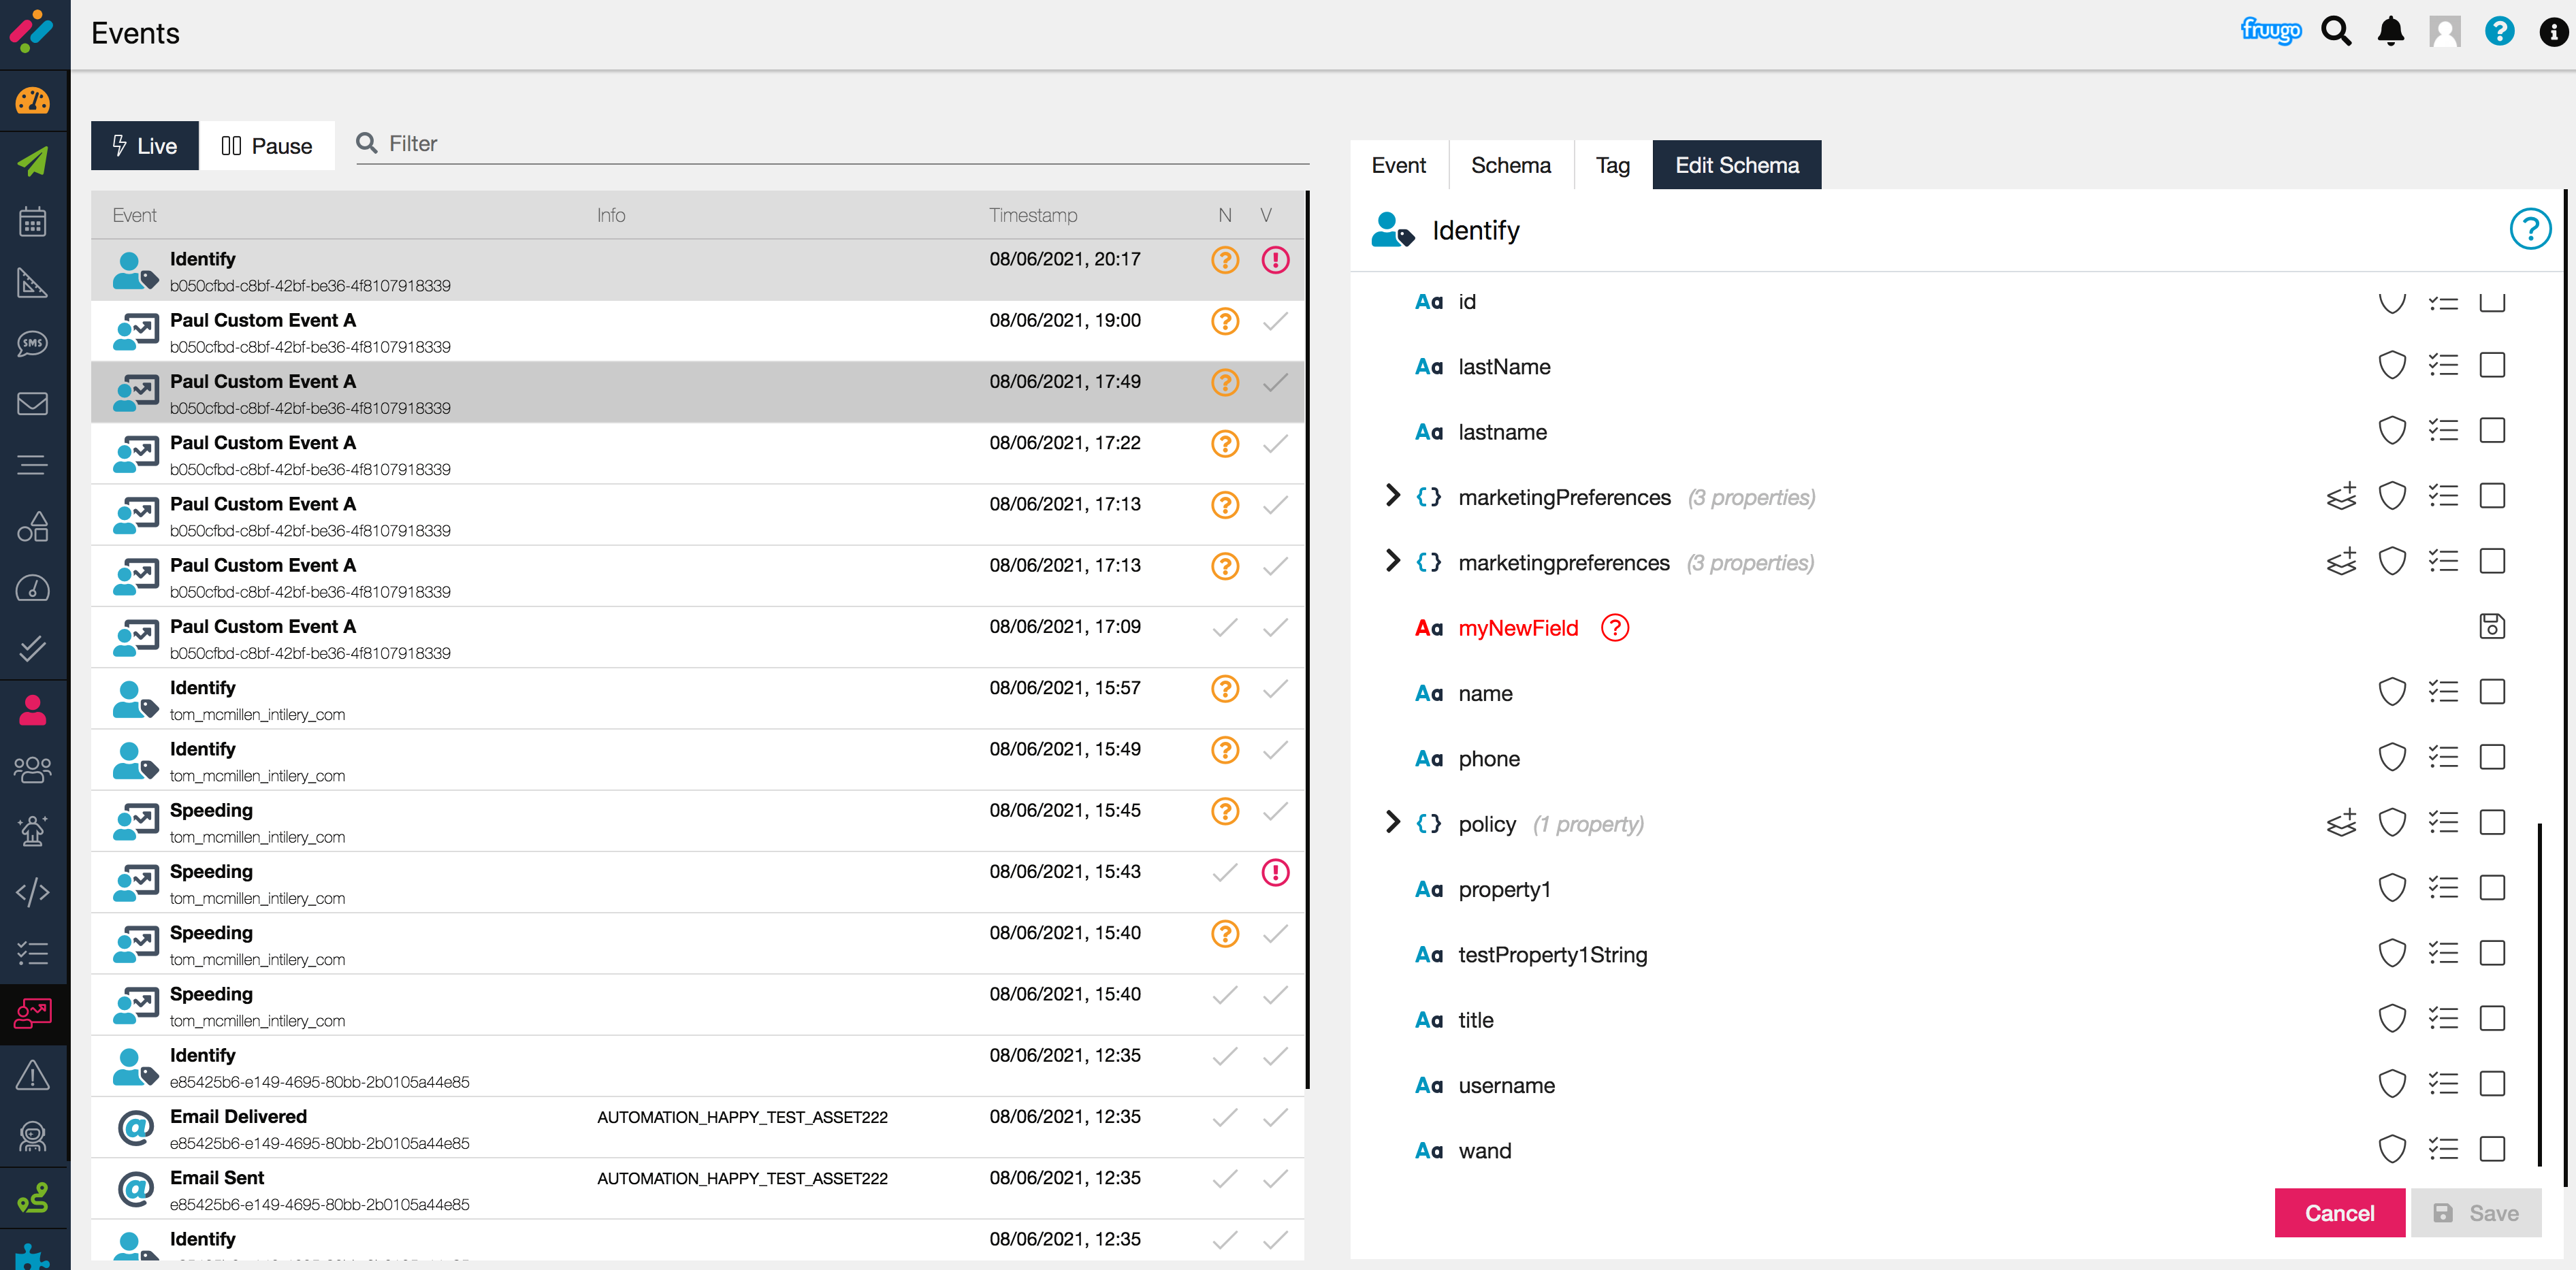 Events
fruugo
Live
Pause
Filter
Event Info Timestamp N V
Identify 08/06/2021, 20:17
b050cfbd-c8bf-42bf-be36-4f8107918339
Paul Custom Event A 08/06/2021, 19:00
b050cfbd-c8bf-42bf-be36-4f8107918339
Paul Custom Event A 08/06/2021, 17:49
b050cfbd-c8bf-42bf-be36-4f8107918339
Paul Custom Event A 08/06/2021, 17:22
b050cfbd-c8bf-42bf-be36-4f8107918339
Paul Custom Event A 08/06/2021, 17:13
b050cfbd-c8bf-42bf-be36-4f8107918339
Paul Custom Event A 08/06/2021, 17:13
b050cfbd-c8bf-42bf-be36-4f8107918339
Paul Custom Event A 08/06/2021, 17:09
b050cfbd-c8bf-42bf-be36-4f8107918339
Identify 08/06/2021, 15:57
tom_mcmillen_intilery_com
Identify 08/06/2021, 15:49
tom_mcmillen_intilery_com
Speeding 08/06/2021, 15:45
tom_mcmillen_intilery_com
Speeding 08/06/2021, 15:43
tom_mcmillen_intilery_com
Speeding 08/06/2021, 15:40
tom_mcmillen_intilery_com
Speeding 08/06/2021, 15:40
tom_mcmillen_intilery_com
Identify 08/06/2021, 12:35
e85425b6-e149-4695-80bb-2b0105a44e85
Email Delivered AUTOMATION_HAPPY_TEST_ASSET222 08/06/2021, 12:35
e85425b6-e149-4695-80bb-2b0105a44e85
Email Sent AUTOMATION_HAPPY_TEST_ASSET222 08/06/2021, 12:35
e85425b6-e149-4695-80bb-2b0105a44e85
Identify 08/06/2021, 12:35
SMS
Event Schema Tag Edit Schema
Identify
Aa id
Aa lastName
Aa lastname
{} marketingPreferences (3 properties)
{} marketingpreferences (3 properties)
Aa myNewField
Aa name
Aa phone
{} policy (1 property)
Aa property1
Aa testProperty1String
Aa title
Aa username
Aa wand
Cancel Save